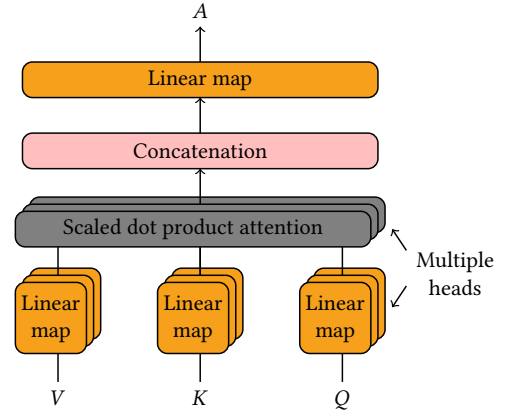 A
Linear map
Concatenation
Scaled dot product attention
Multiple
heads
Linear
map
Linear
map
Linear
map
V
K
Q